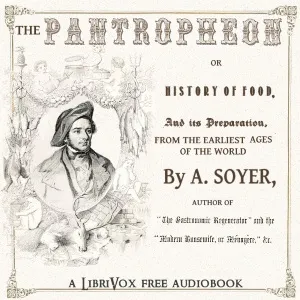 THE PANTROPHEON
OR
HISTORY OF FOOD,
And its Preparation,
FROM THE EARLIEST AGES
OF THE WORLD
By A. SOYER,
AUTHOR OF
"The Gastronomic Regenerator" and the
"Modern Housewife, or Ménagère," &c.
A LIBRIVOX FREE AUDIOBOOK